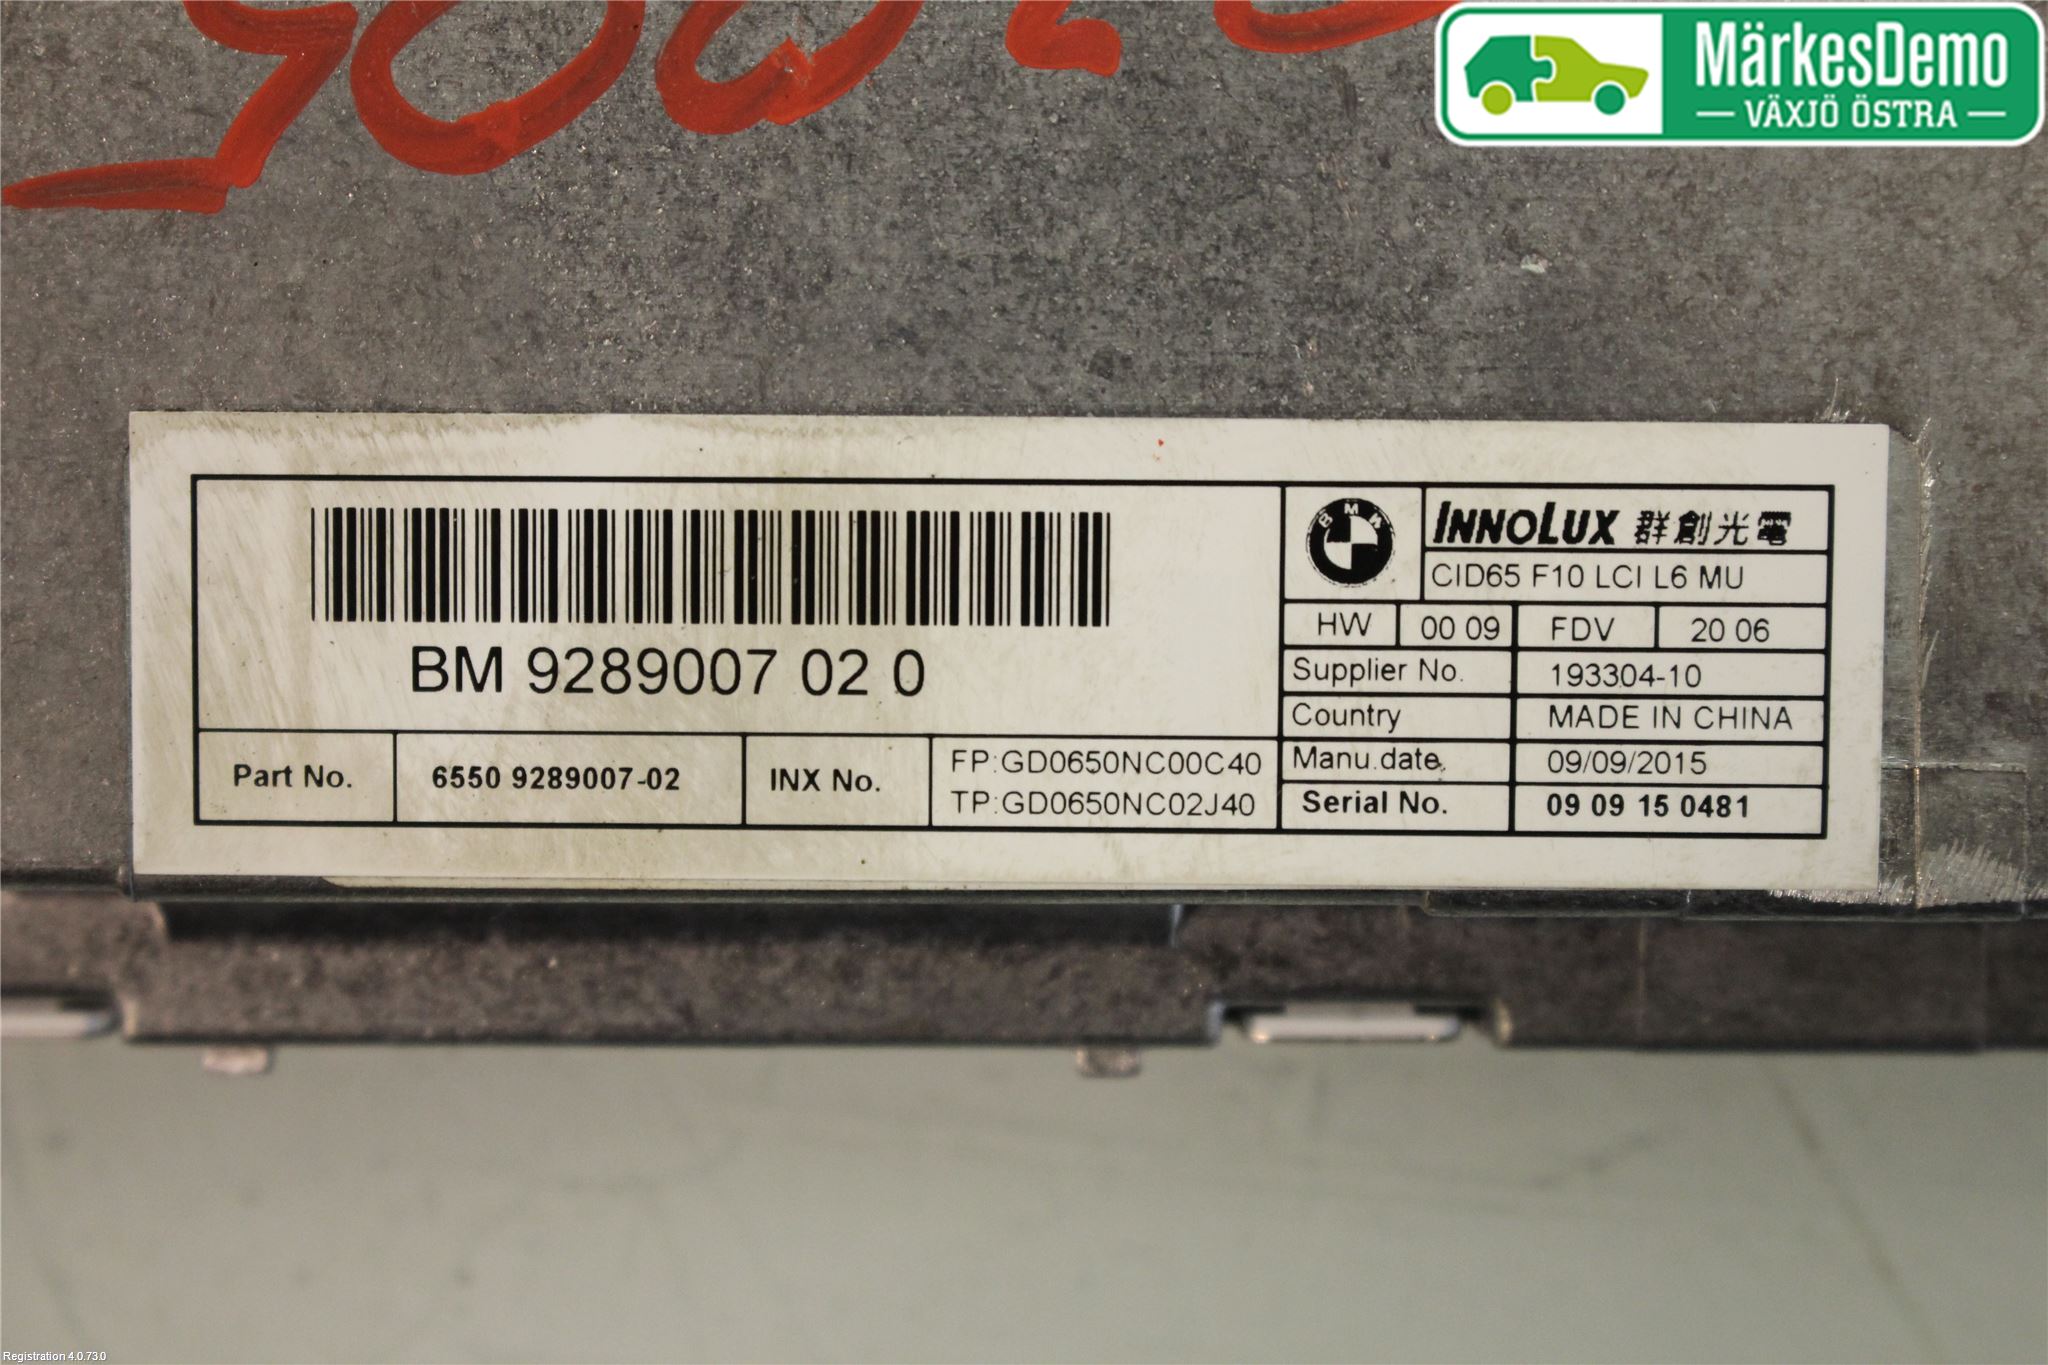 MärkesDemo
VÄXJÖ ÖSTRA
BM 9289007 02 0
Part No.
6550 9289007-02
INX No.
FP:GD0650NC00C40
TP:GD0650NC02J40
BMW
INNOLUX 群創光電
CID65 F10 LCI L6 MU
HW 00 09 FDV 20 06
Supplier No. 193304-10
Country MADE IN CHINA
Manu.date. 09/09/2015
Serial No. 09 09 15 0481
Registration 4.0.73.0